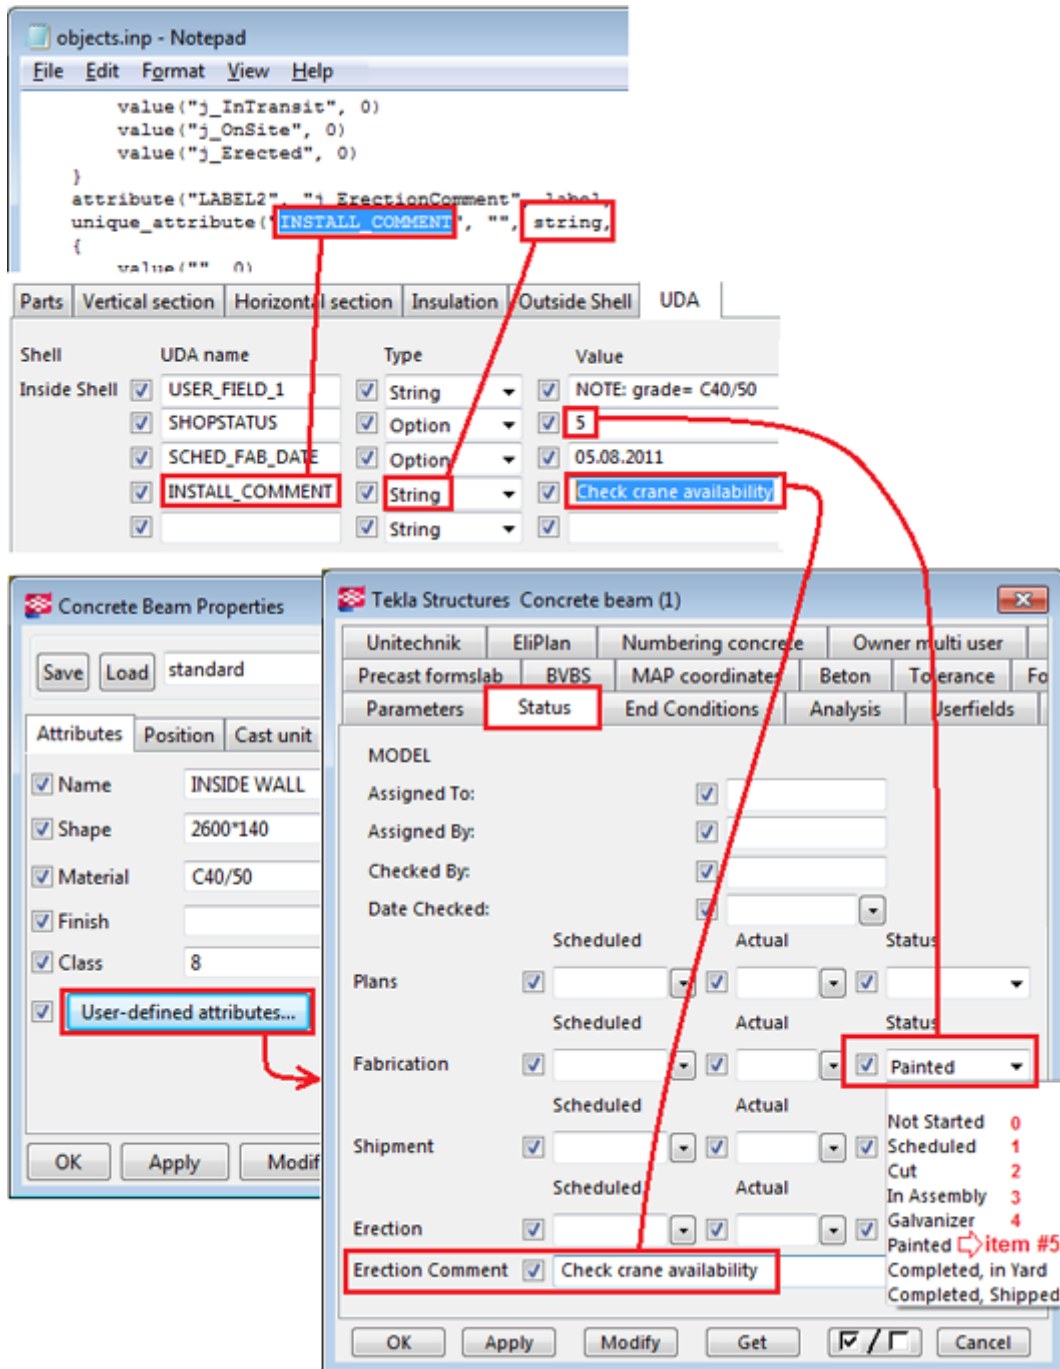 objects.inp - Notepad
File Edit Format View Help
value("j_InTransit", 0)
value("j_OnSite", 0)
value("j_Erected", 0)
}
attribute("LABEL2", "j_ErectionComment", label,
unique_attribute("INSTALL_COMMENT", "", string,
{
value("", 0)
Parts Vertical section Horizontal section Insulation Outside Shell UDA
Shell UDA name Type Value
Inside Shell USER_FIELD_1 String NOTE: grade= C40/50
SHOPSTATUS Option 5
SCHED_FAB_DATE Option 05.08.2011
INSTALL_COMMENT String Check crane availability
String
Concrete Beam Properties
Save Load standard
Attributes Position Cast unit
Name INSIDE WALL
Shape 2600*140
Material C40/50
Finish
Class 8
User-defined attributes...
OK Apply Modif
Tekla Structures Concrete beam (1)
Unitechnik EliPlan Numbering concrete Owner multi user
Precast formslab BVBS MAP coordinates Beton Tolerance Fo
Parameters Status End Conditions Analysis Userfields
MODEL
Assigned To:
Assigned By:
Checked By:
Date Checked:
Scheduled Actual Status
Plans
Scheduled Actual Status
Fabrication Painted
Scheduled Actual
Shipment
Scheduled Actual
Erection
Erection Comment Check crane availability
Not Started 0
Scheduled 1
Cut 2
In Assembly 3
Galvanizer 4
Painted item #5
Completed, in Yard
Completed, Shipped
OK Apply Modify Get / Cancel